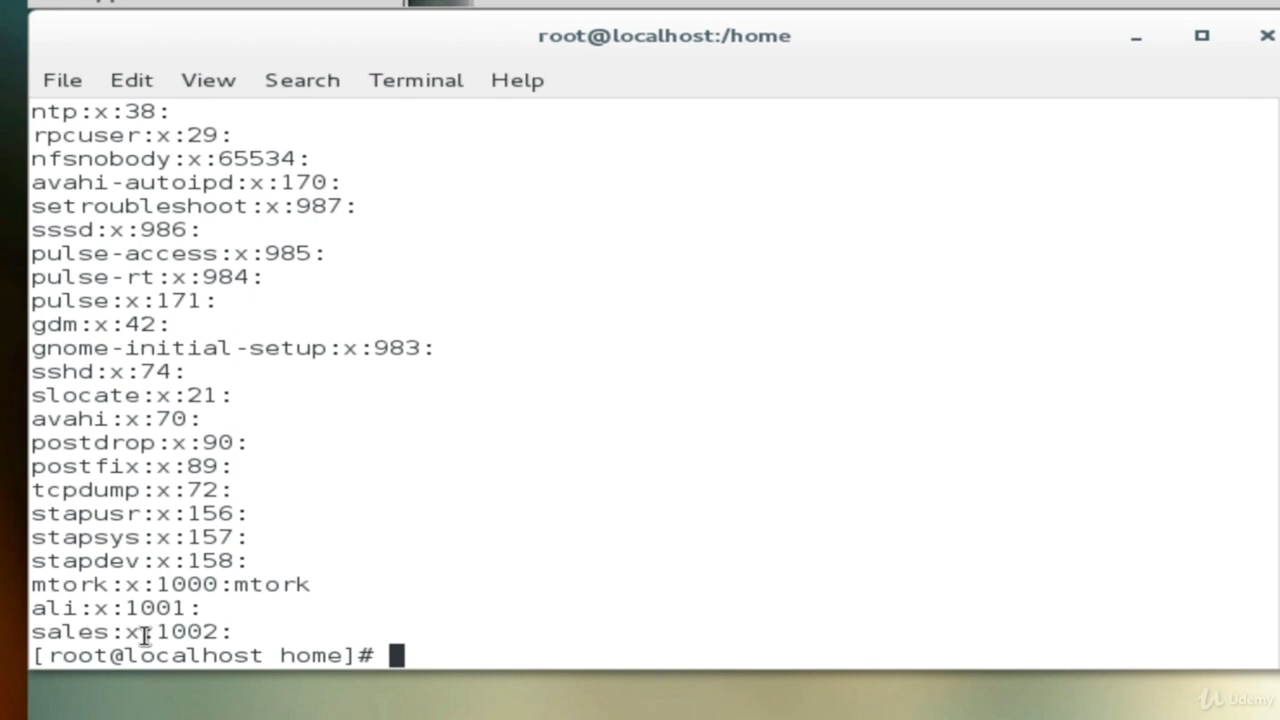 root@localhost:/home
File Edit View Search Terminal Help
ntp:x:38:
rpcuser:x:29:
nfsnobody:x:65534:
avahi-autoipd:x:170:
setroubleshoot:x:987:
sssd:x:986:
pulse-access:x:985:
pulse-rt:x:984:
pulse:x:171:
gdm:x:42:
gnome-initial-setup:x:983:
sshd:x:74:
slocate:x:21:
avahi:x:70:
postdrop:x:90:
postfix:x:89:
tcpdump:x:72:
stapusr:x:156:
stapsys:x:157:
stapdev:x:158:
mtork:x:1000:mtork
ali:x:1001:
sales:x:1002:
[root@localhost home]#
Udemy